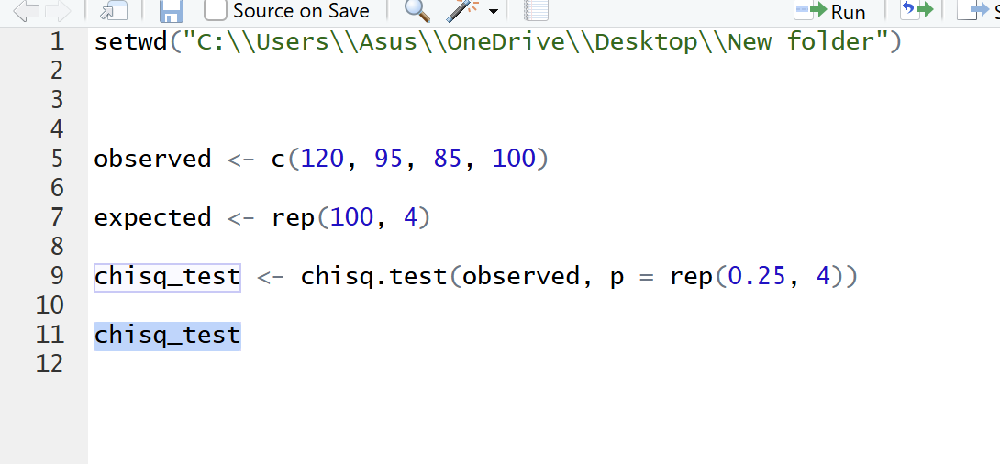 Source on Save
Run
1 setwd("C:\\Users\\Asus\\OneDrive\\Desktop\\New folder")
2
3
4
5 observed <- c(120, 95, 85, 100)
6
7 expected <- rep(100, 4)
8
9 chisq_test <- chisq.test(observed, p = rep(0.25, 4))
10
11 chisq_test
12